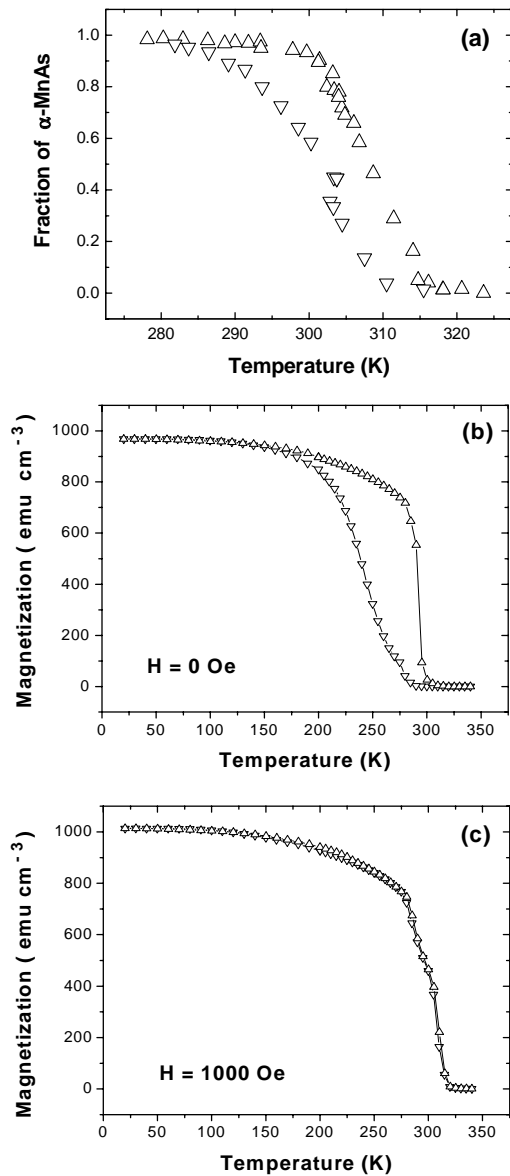 (a)
Fraction of α-MnAs
1.0
0.8
0.6
0.4
0.2
0.0
280 290 300 310 320
Temperature (K)
(b)
Magnetization ( emu cm -3 )
1000
800
600
400
200
0
H = 0 Oe
0 50 100 150 200 250 300 350
Temperature (K)
(c)
Magnetization ( emu cm -3 )
1000
800
600
400
200
0
H = 1000 Oe
0 50 100 150 200 250 300 350
Temperature (K)